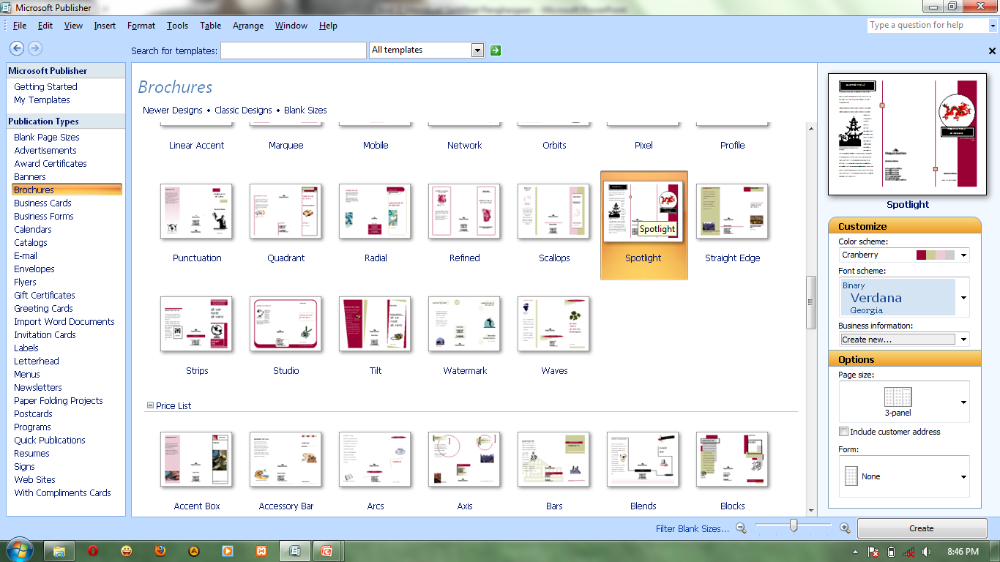 Microsoft Publisher
File Edit View Insert Format Tools Table Arrange Window Help
Type a question for help
Search for templates:
All templates
Microsoft Publisher
Getting Started
My Templates
Publication Types
Blank Page Sizes
Advertisements
Award Certificates
Banners
Brochures
Business Cards
Business Forms
Calendars
Catalogs
E-mail
Envelopes
Flyers
Gift Certificates
Greeting Cards
Import Word Documents
Invitation Cards
Labels
Letterhead
Menus
Newsletters
Paper Folding Projects
Postcards
Programs
Quick Publications
Resumes
Signs
Web Sites
With Compliments Cards
Brochures
Newer Designs • Classic Designs • Blank Sizes
Linear Accent Marquee Mobile Network Orbits Pixel Profile
Spotlight
Punctuation Quadrant Radial Refined Scallops Spotlight Straight Edge
Strips Studio Tilt Watermark Waves
Price List
Accent Box Accessory Bar Arcs Axis Bars Blends Blocks
Organization
Spotlight
Customize
Color scheme:
Cranberry
Font scheme:
Binary
Verdana
Georgia
Business information:
Create new...
Options
Page size:
3-panel
Include customer address
Form:
None
Filter Blank Sizes...
Create
8:46 PM